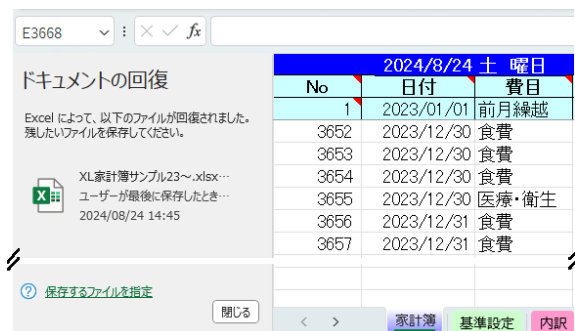 E3668
fx
ドキュメントの回復
Excel によって、以下のファイルが回復されました。
残したいファイルを保存してください。
XL家計簿サンプル23～.xlsx…
ユーザーが最後に保存したとき…
2024/08/24 14:45
保存するファイルを指定
閉じる
2024/8/24 土 曜日
No 日付 費目
1 2023/01/01 前月繰越
3652 2023/12/30 食費
3653 2023/12/30 食費
3654 2023/12/30 食費
3655 2023/12/30 医療・衛生
3656 2023/12/31 食費
3657 2023/12/31 食費
家計簿 基準設定 内訳